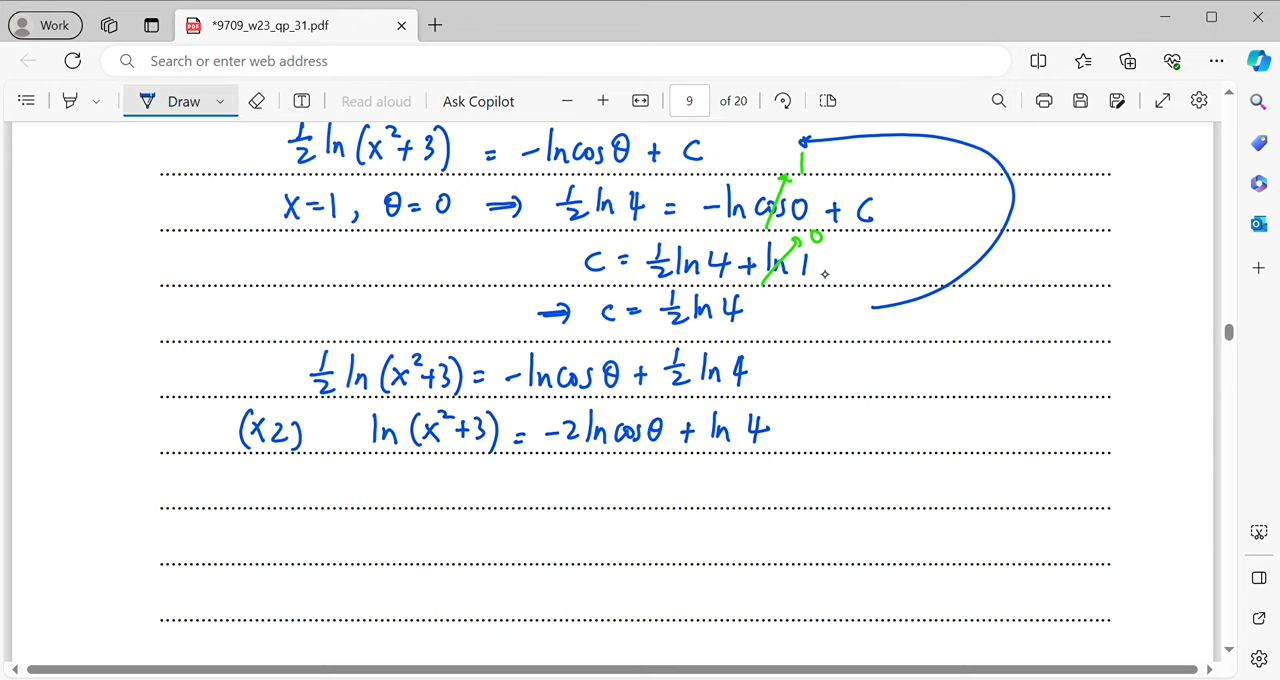 Work
*9709_w23_qp_31.pdf
Search or enter web address
Draw Read aloud Ask Copilot 9 of 20
½ ln (x²+3) = -ln cos θ + C
1
x=1, θ=0 ⇒ ½ ln 4 = -ln cos 0 + C
0
C = ½ ln 4 + ln 1
⇒ C = ½ ln 4
½ ln (x²+3) = -ln cos θ + ½ ln 4
(x2) ln (x²+3) = -2 ln cos θ + ln 4